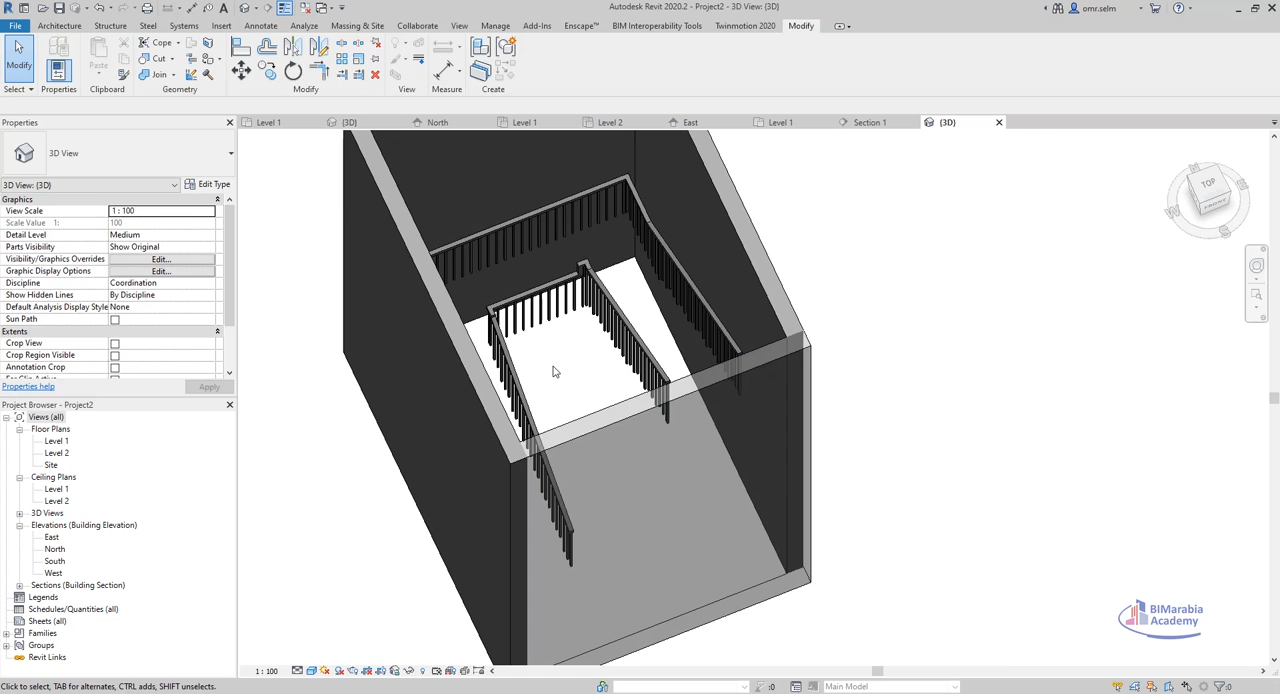 Autodesk Revit 2020.2 - Project2 - 3D View: {3D}
omr.selm
File Architecture Structure Steel Systems Insert Annotate Analyze Massing & Site Collaborate View Manage Add-Ins Enscape™ BIM Interoperability Tools Twinmotion 2020 Modify
Cope
Cut
Modify Paste Join
Select Properties Clipboard Geometry Modify View Measure Create
Properties
Level 1 {3D} North Level 1 Level 2 East Level 1 Section 1 {3D}
3D View
3D View: {3D} Edit Type
Graphics
View Scale 1 : 100
Scale Value 1: 100
Detail Level Medium
Parts Visibility Show Original
Visibility/Graphics Overrides Edit...
Graphic Display Options Edit...
Discipline Coordination
Show Hidden Lines By Discipline
Default Analysis Display Style None
Sun Path
Extents
Crop View
Crop Region Visible
Annotation Crop
Properties help Apply
Project Browser - Project2
Views (all)
Floor Plans
Level 1
Level 2
Site
Ceiling Plans
Level 1
Level 2
3D Views
Elevations (Building Elevation)
East
North
South
West
Sections (Building Section)
Legends
Schedules/Quantities (all)
Sheets (all)
Families
Groups
Revit Links
TOP
FRONT
W
S
E
BIMarabia
Academy
1 : 100
Click to select, TAB for alternates, CTRL adds, SHIFT unselects. :0 Main Model :0